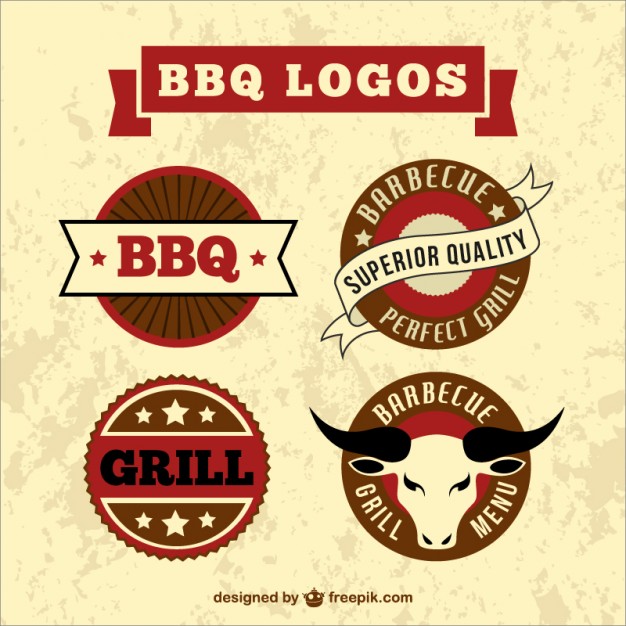 BBQ LOGOS
BBQ
BARBECUE
SUPERIOR QUALITY
PERFECT GRILL
GRILL
BARBECUE
GRILL MENU
designed by freepik.com